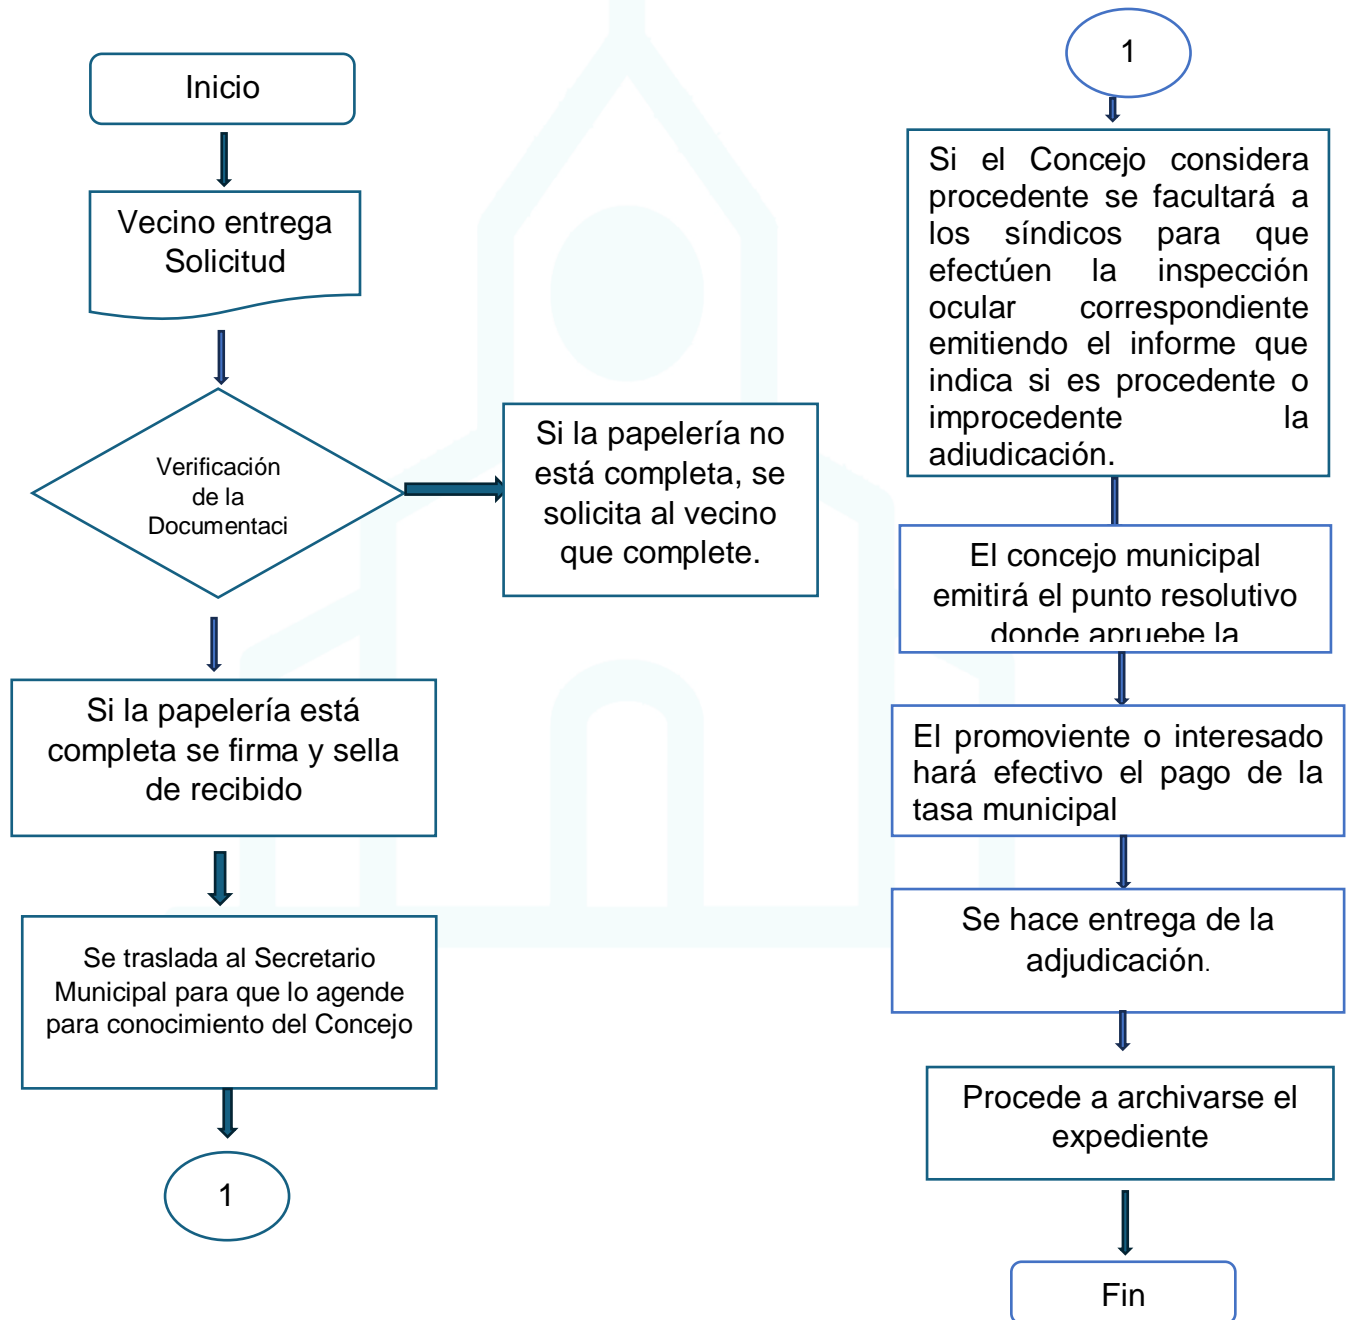 Inicio
Vecino entrega
Solicitud
Verificación
de la
Documentaci
Si la papelería no
está completa, se
solicita al vecino
que complete.
Si la papelería está
completa se firma y sella
de recibido
Se traslada al Secretario
Municipal para que lo agende
para conocimiento del Concejo
1
1
Si el Concejo considera
procedente se facultará a
los síndicos para que
efectúen la inspección
ocular correspondiente
emitiendo el informe que
indica si es procedente o
improcedente la
adjudicación.
El concejo municipal
emitirá el punto resolutivo
donde apruebe la
El promoviente o interesado
hará efectivo el pago de la
tasa municipal
Se hace entrega de la
adjudicación.
Procede a archivarse el
expediente
Fin